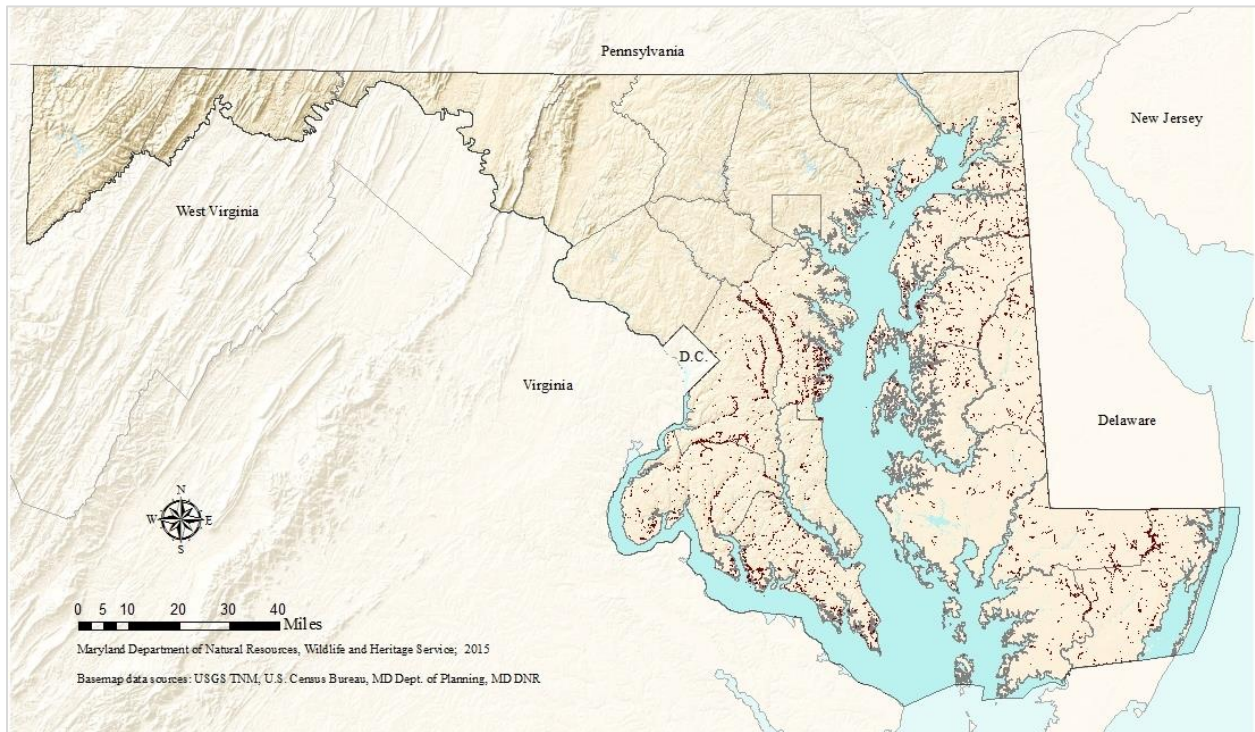 Pennsylvania
New Jersey
West Virginia
D.C.
Virginia
Delaware
N
W E
S
0 5 10 20 30 40
Miles
Maryland Department of Natural Resources, Wildlife and Heritage Service; 2015
Basemap data sources: USGS TNM, U.S. Census Bureau, MD Dept. of Planning, MD DNR